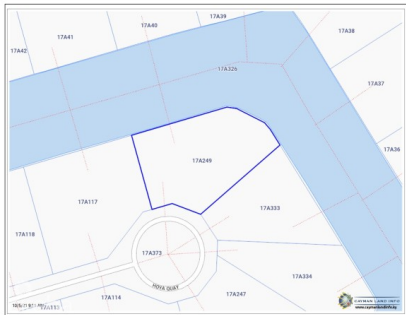 17A39
17A38
17A40
17A41
17A42
17A326
17A37
17A36
17A249
17A117
17A333
17A118
17A373
17A334
HOYA QUAY
17A247
17A114
CAYMAN LAND INFO
www.caymanlandinfo.ky